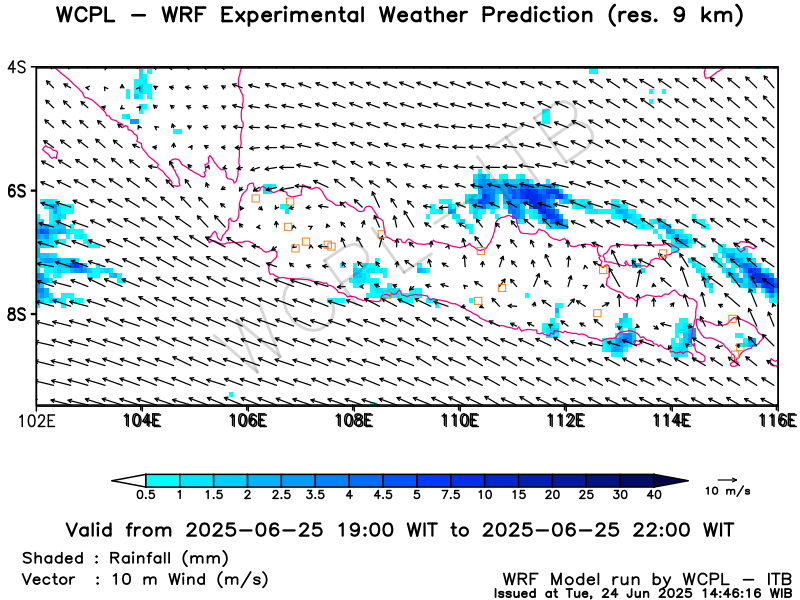 WCPL – WRF Experimental Weather Prediction (res. 9 km)
4S
6S
8S
WCPL-ITB
102E 104E 106E 108E 110E 112E 114E 116E
0.5 1 1.5 2 2.5 3.5 4 4.5 5 7.5 10 15 20 25 30 40
10 m/s
Valid from 2025-06-25 19:00 WIT to 2025-06-25 22:00 WIT
Shaded : Rainfall (mm)
Vector : 10 m Wind (m/s)
WRF Model run by WCPL – ITB
Issued at Tue, 24 Jun 2025 14:46:16 WIB